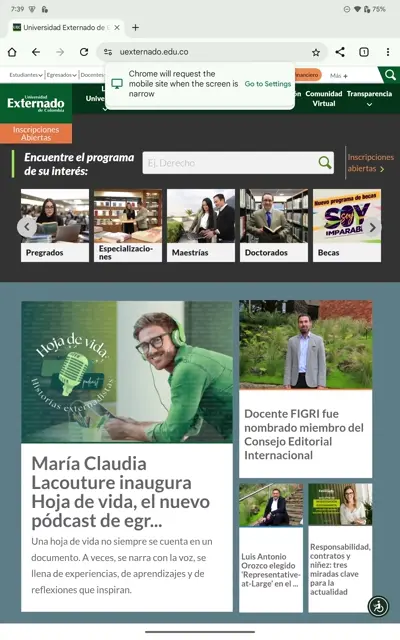 7:39
75%
Universidad Externado de C
uexternado.edu.co
Chrome will request the
mobile site when the screen is
narrow
Go to Settings
Estudiantes
Egresados
Docentes
Más +
Universidad
Externado
de Colombia
Comunidad
Virtual
Transparencia
Inscripciones
Abiertas
Encuentre el programa
de su interés:
Ej. Derecho
Inscripciones
abiertas >
Pregrados
Especializacio-
nes
Maestrías
Doctorados
Becas
Nuevo programa de becas
SOY
IMPARABLE
Hoja de vida:
podcast
Historias externadistas
María Claudia
Lacouture inaugura
Hoja de vida, el nuevo
pódcast de egr...
Una hoja de vida no siempre se cuenta en un
documento. A veces, se narra con la voz, se
llena de experiencias, de aprendizajes y de
reflexiones que inspiran.
Docente FIGRI fue
nombrado miembro del
Consejo Editorial
Internacional
Luis Antonio
Orozco elegido
'Representative-
at-Large' en el ...
Responsabilidad,
contratos y
niñez: tres
miradas clave
para la
actualidad